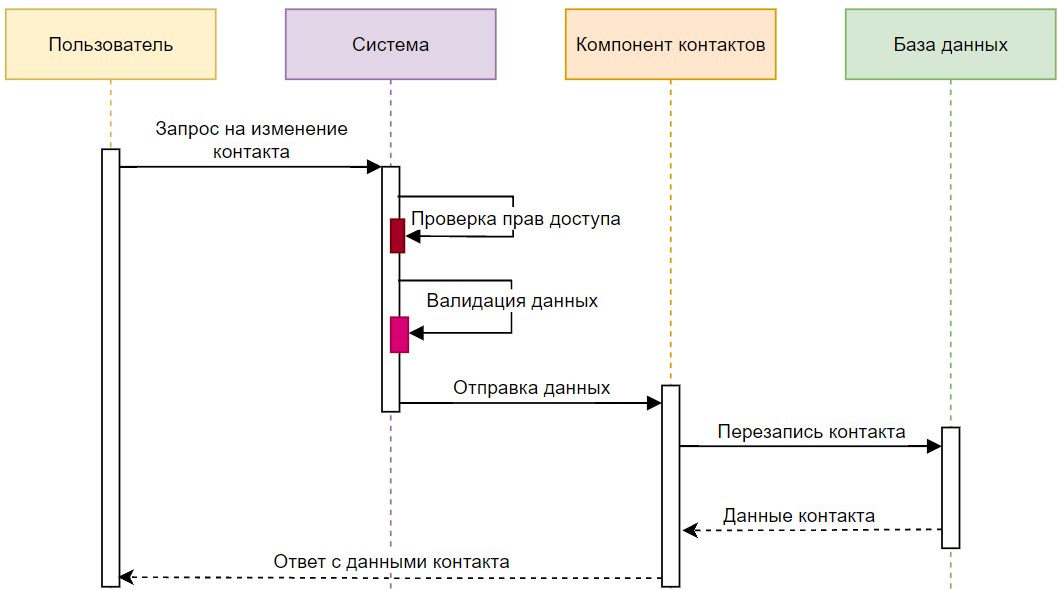 Пользователь
Система
Компонент контактов
База данных
Запрос на изменение
контакта
Проверка прав доступа
Валидация данных
Отправка данных
Перезапись контакта
Данные контакта
Ответ с данными контакта